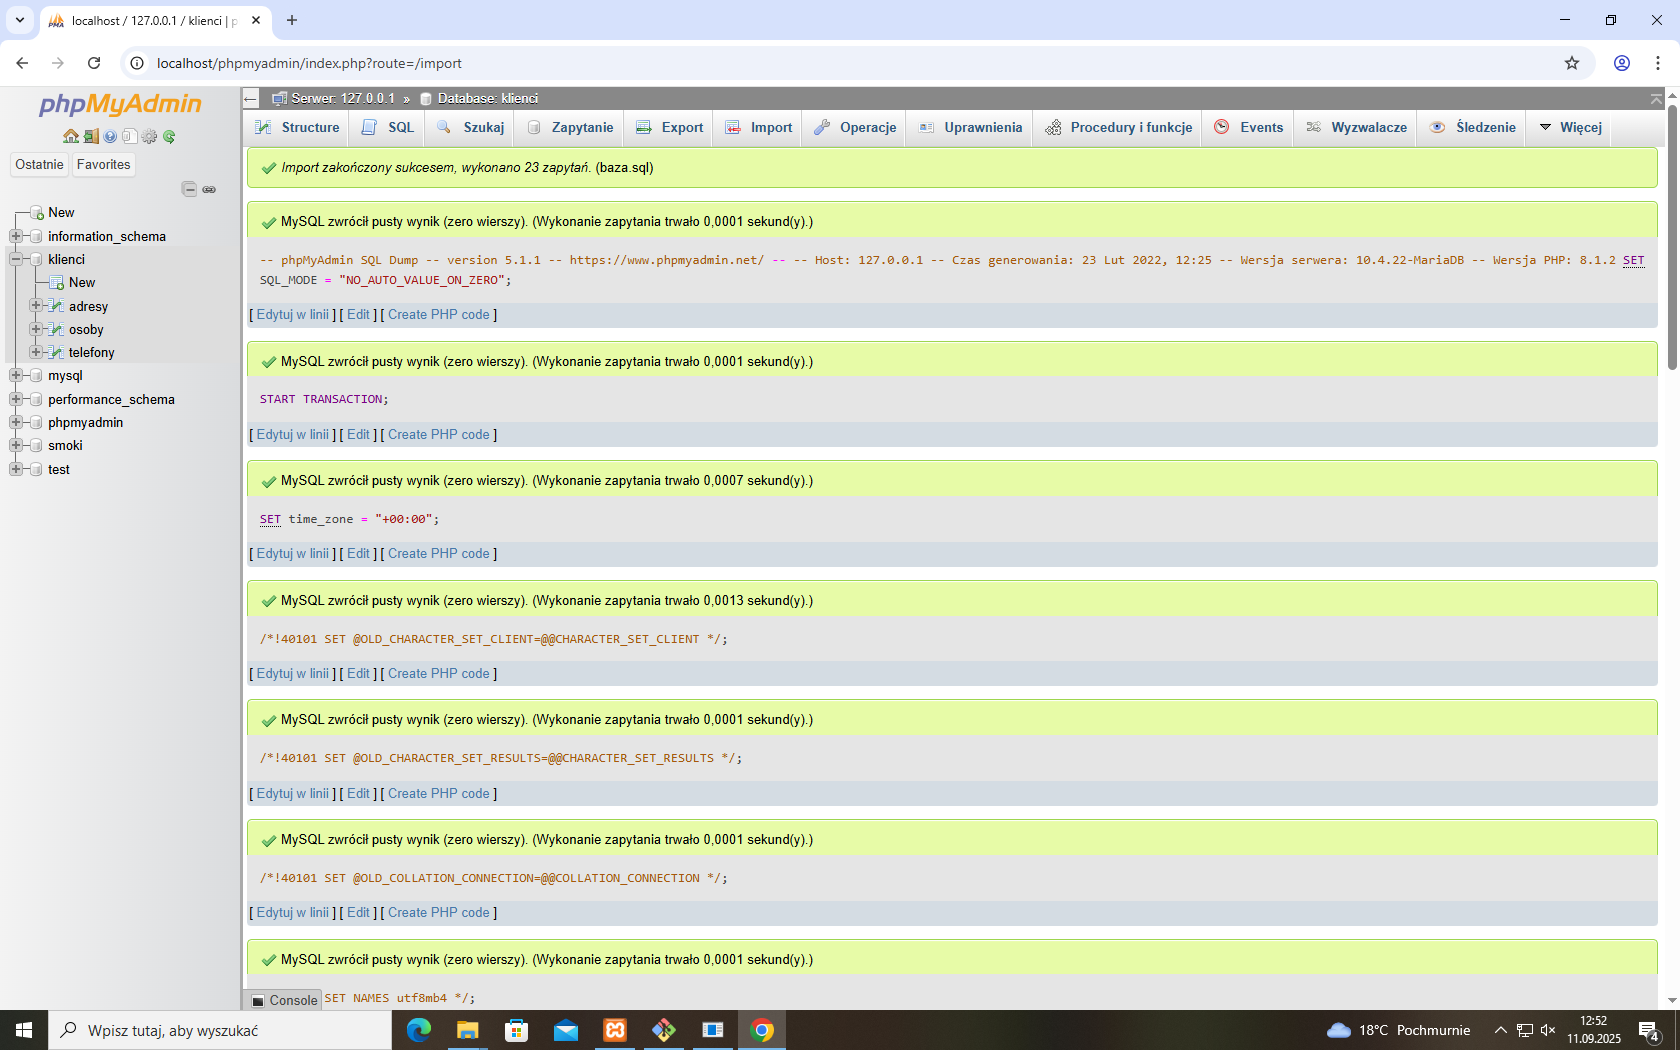 localhost / 127.0.0.1 / klienci | p
localhost/phpmyadmin/index.php?route=/import
phpMyAdmin
Ostatnie Favorites
New
information_schema
klienci
New
adresy
osoby
telefony
mysql
performance_schema
phpmyadmin
smoki
test
Serwer: 127.0.0.1 » Database: klienci
Structure SQL Szukaj Zapytanie Export Import Operacje Uprawnienia Procedury i funkcje Events Wyzwalacze Śledzenie Więcej
Import zakończony sukcesem, wykonano 23 zapytań. (baza.sql)
MySQL zwrócił pusty wynik (zero wierszy). (Wykonanie zapytania trwało 0,0001 sekund(y).)
-- phpMyAdmin SQL Dump -- version 5.1.1 -- https://www.phpmyadmin.net/ -- -- Host: 127.0.0.1 -- Czas generowania: 23 Lut 2022, 12:25 -- Wersja serwera: 10.4.22-MariaDB -- Wersja PHP: 8.1.2 SET
SQL_MODE = "NO_AUTO_VALUE_ON_ZERO";
[ Edytuj w linii ] [ Edit ] [ Create PHP code ]
MySQL zwrócił pusty wynik (zero wierszy). (Wykonanie zapytania trwało 0,0001 sekund(y).)
START TRANSACTION;
[ Edytuj w linii ] [ Edit ] [ Create PHP code ]
MySQL zwrócił pusty wynik (zero wierszy). (Wykonanie zapytania trwało 0,0007 sekund(y).)
SET time_zone = "+00:00";
[ Edytuj w linii ] [ Edit ] [ Create PHP code ]
MySQL zwrócił pusty wynik (zero wierszy). (Wykonanie zapytania trwało 0,0013 sekund(y).)
/*!40101 SET @OLD_CHARACTER_SET_CLIENT=@@CHARACTER_SET_CLIENT */;
[ Edytuj w linii ] [ Edit ] [ Create PHP code ]
MySQL zwrócił pusty wynik (zero wierszy). (Wykonanie zapytania trwało 0,0001 sekund(y).)
/*!40101 SET @OLD_CHARACTER_SET_RESULTS=@@CHARACTER_SET_RESULTS */;
[ Edytuj w linii ] [ Edit ] [ Create PHP code ]
MySQL zwrócił pusty wynik (zero wierszy). (Wykonanie zapytania trwało 0,0001 sekund(y).)
/*!40101 SET @OLD_COLLATION_CONNECTION=@@COLLATION_CONNECTION */;
[ Edytuj w linii ] [ Edit ] [ Create PHP code ]
MySQL zwrócił pusty wynik (zero wierszy). (Wykonanie zapytania trwało 0,0001 sekund(y).)
Console SET NAMES utf8mb4 */;
Wpisz tutaj, aby wyszukać
18°C Pochmurnie
12:52
11.09.2025
4